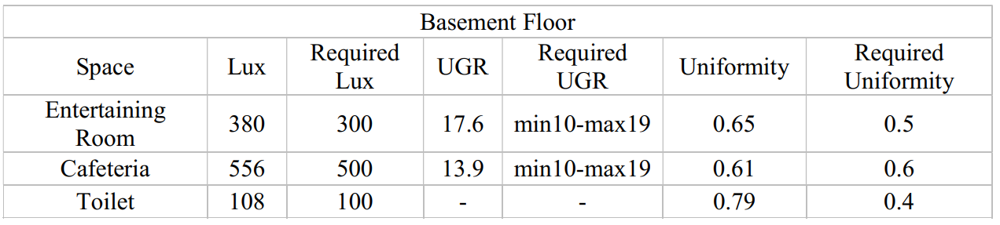 Basement Floor
Space Lux Required Lux UGR Required UGR Uniformity Required Uniformity
Entertaining Room 380 300 17.6 min10-max19 0.65 0.5
Cafeteria 556 500 13.9 min10-max19 0.61 0.6
Toilet 108 100 - - 0.79 0.4